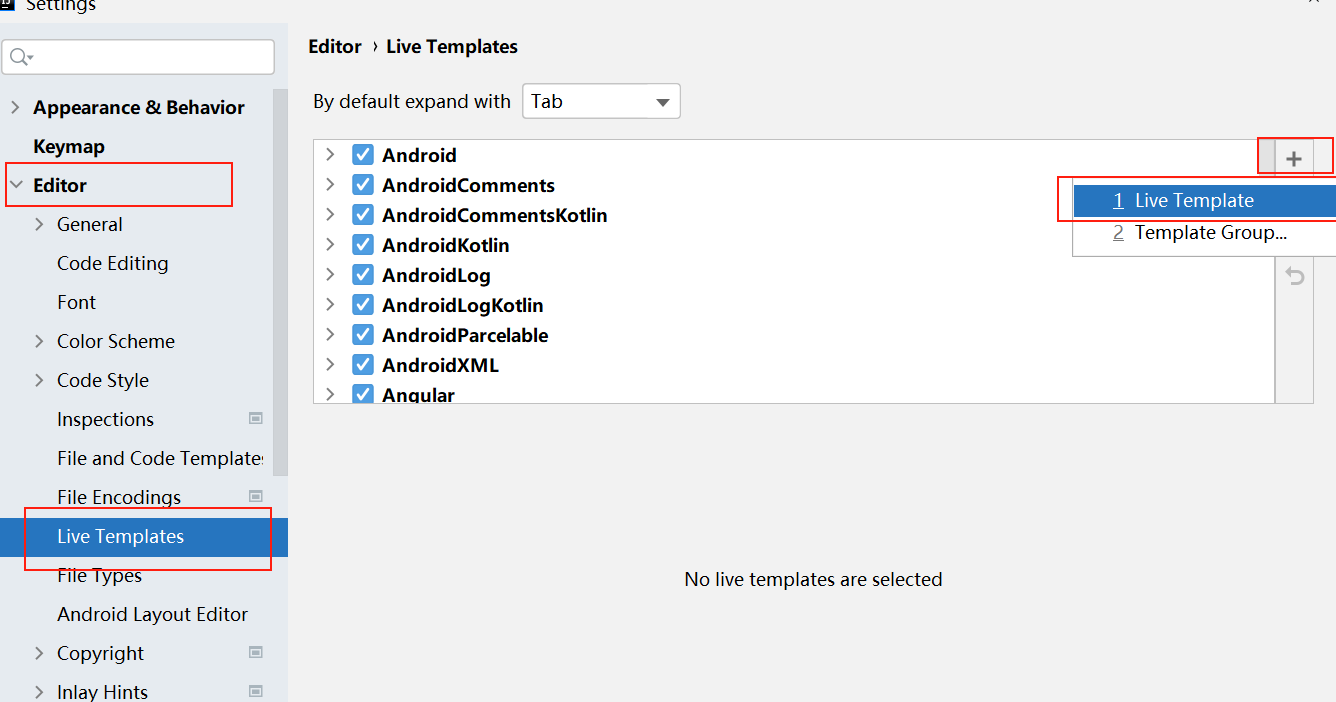 Settings
Editor › Live Templates
By default expand with Tab
Appearance & Behavior
Keymap
Editor
General
Code Editing
Font
Color Scheme
Code Style
Inspections
File and Code Templates
File Encodings
Live Templates
File Types
Android Layout Editor
Copyright
Inlay Hints
Android
AndroidComments
AndroidCommentsKotlin
AndroidKotlin
AndroidLog
AndroidLogKotlin
AndroidParcelable
AndroidXML
Angular
1 Live Template
2 Template Group...
No live templates are selected